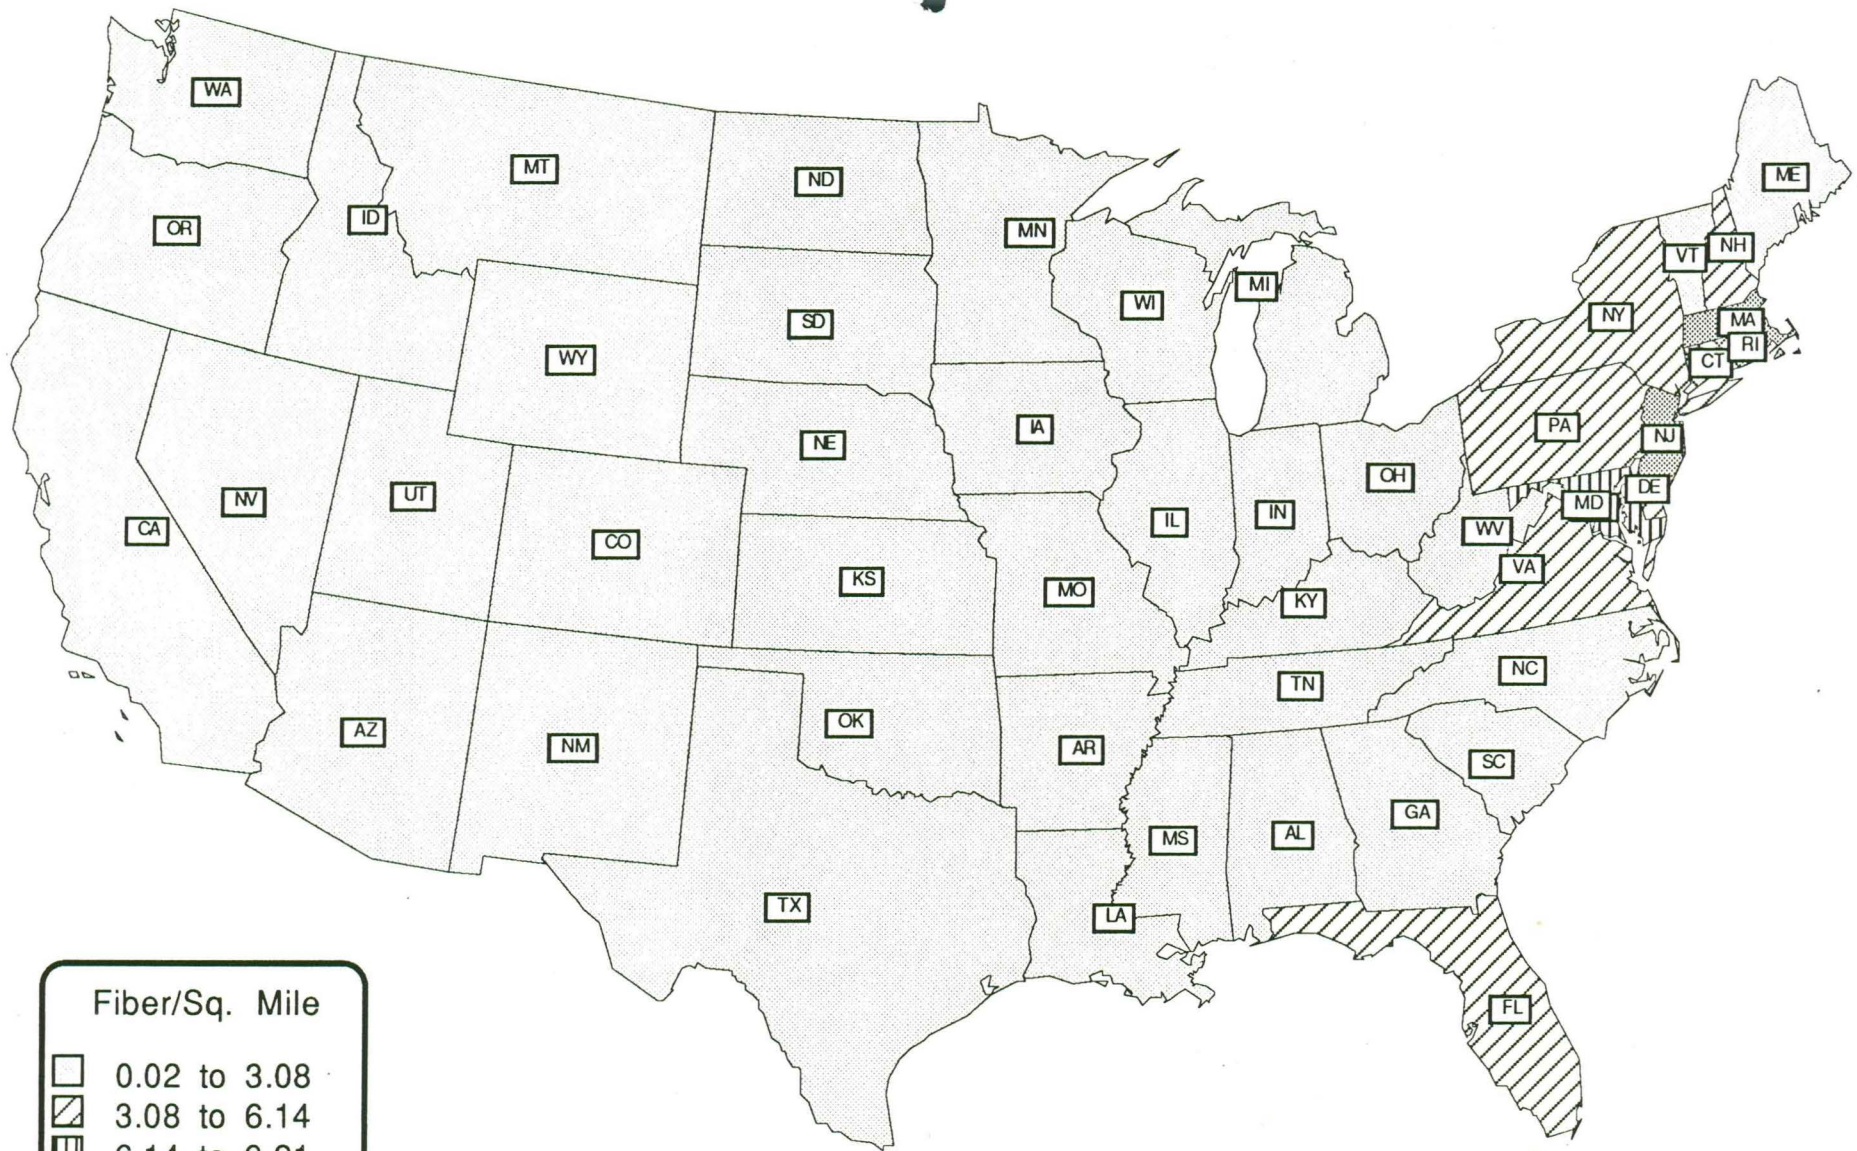 WA
MT
ND
ME
OR
ID
MN
NH
VT
MI
WI
NY
SD
MA
RI
WY
CT
IA
PA
NE
NJ
OH
UT
NV
DE
MD
IN
IL
CA
WV
CO
VA
KS
MO
KY
NC
TN
OK
AZ
NM
AR
SC
GA
AL
MS
TX
LA
FL
Fiber/Sq. Mile
0.02 to 3.08
3.08 to 6.14